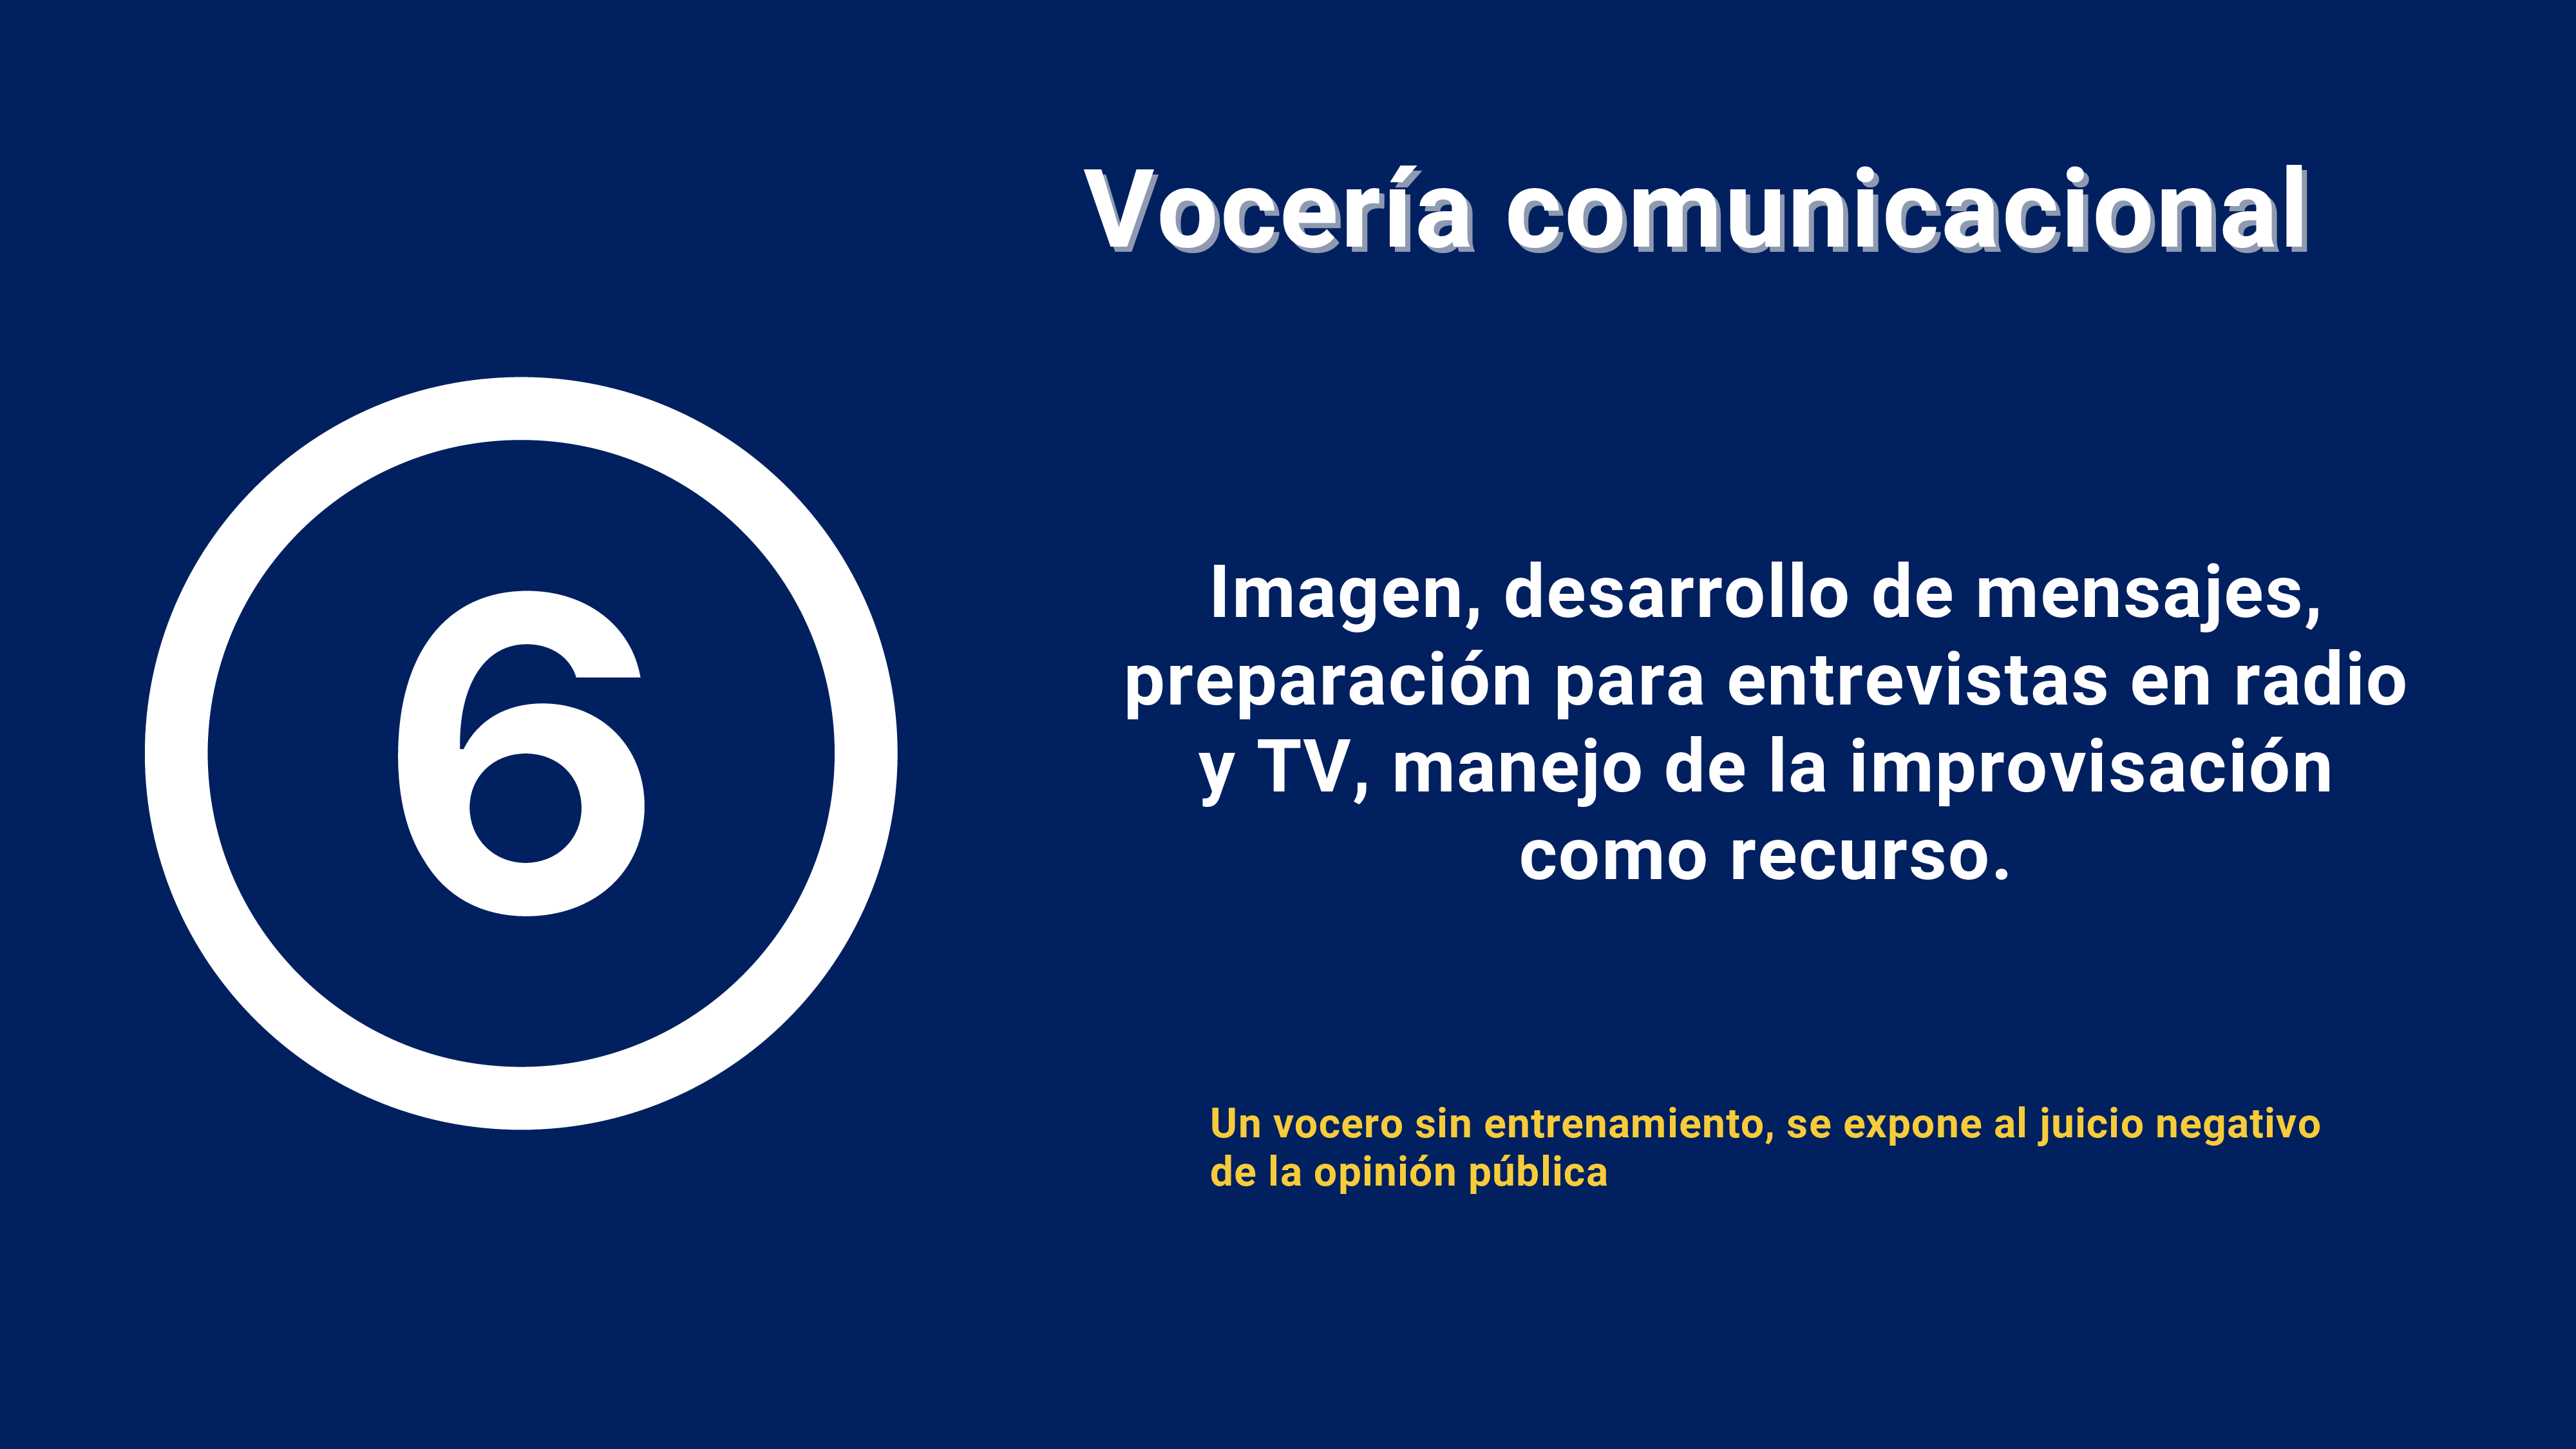 Vocería comunicacional
6
Imagen, desarrollo de mensajes,
preparación para entrevistas en radio
y TV, manejo de la improvisación
como recurso.
Un vocero sin entrenamiento, se expone al juicio negativo
de la opinión pública